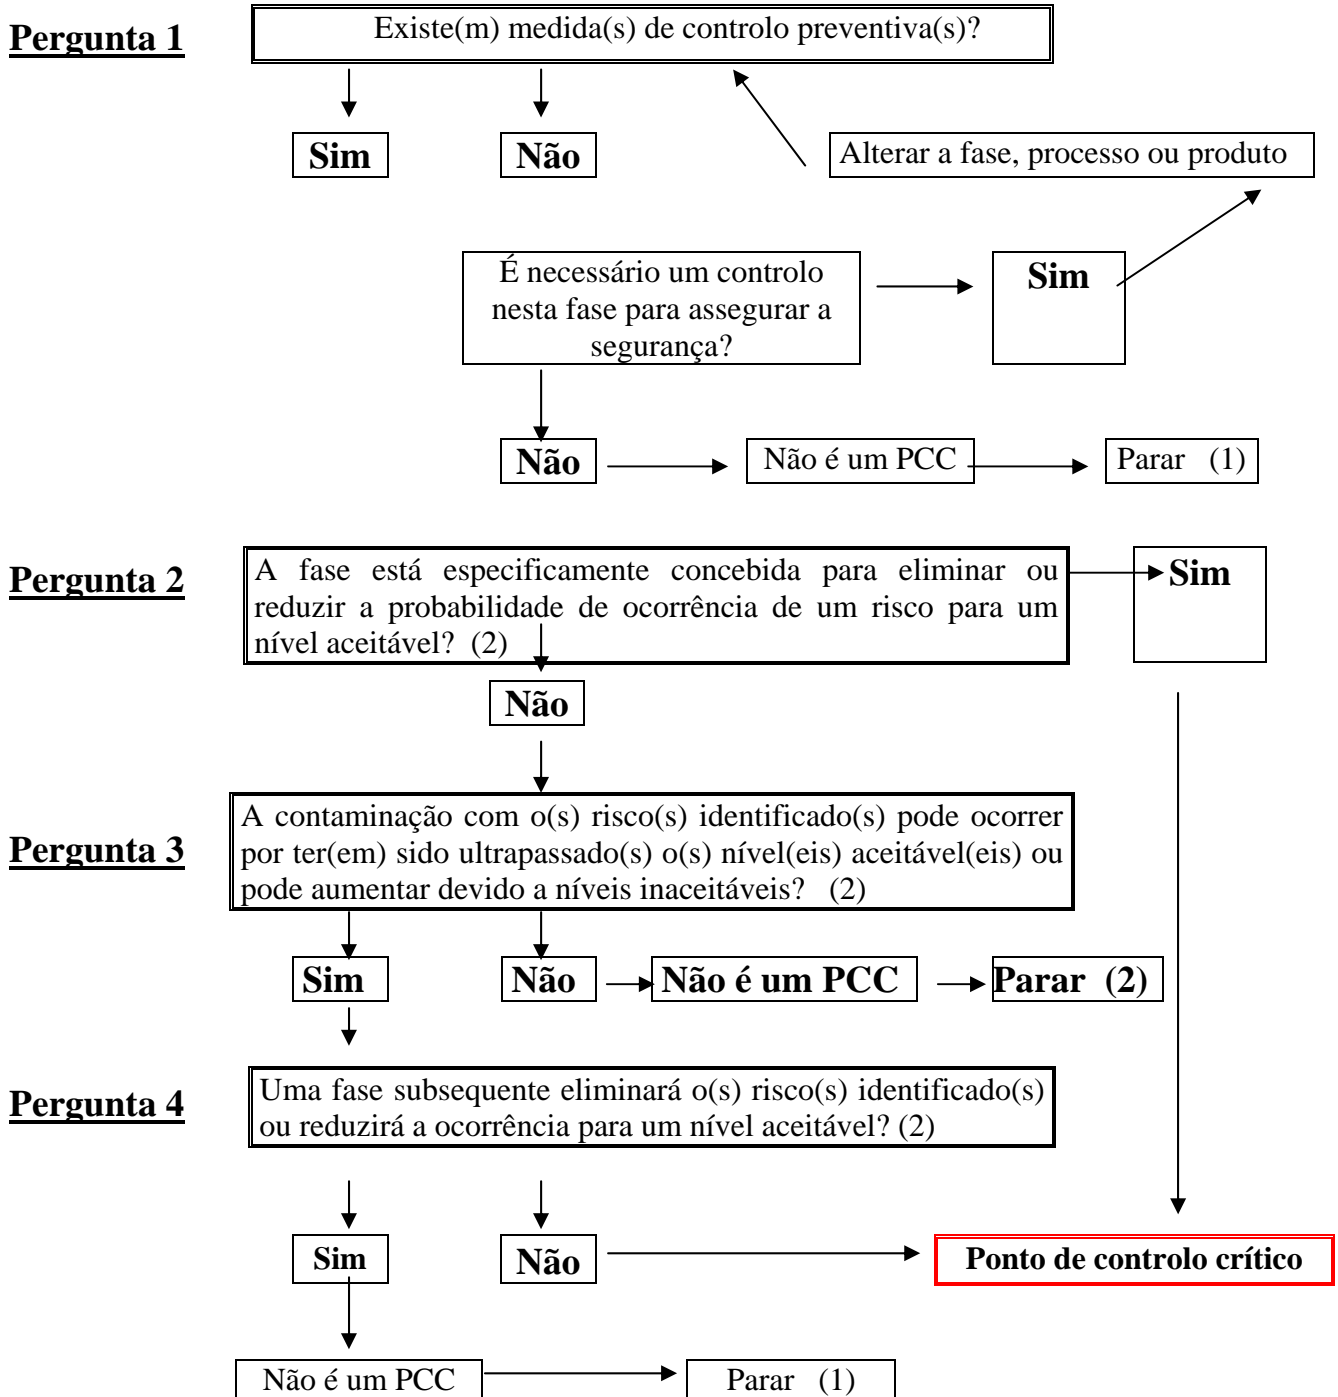 Pergunta 1
Existe(m) medida(s) de controlo preventiva(s)?
Sim
Não
Alterar a fase, processo ou produto
É necessário um controlo
nesta fase para assegurar a
segurança?
Sim
Não
Não é um PCC
Parar (1)
Pergunta 2
A fase está especificamente concebida para eliminar ou
reduzir a probabilidade de ocorrência de um risco para um
nível aceitável? (2)
Sim
Não
Pergunta 3
A contaminação com o(s) risco(s) identificado(s) pode ocorrer
por ter(em) sido ultrapassado(s) o(s) nível(eis) aceitável(eis) ou
pode aumentar devido a níveis inaceitáveis? (2)
Sim
Não
Não é um PCC
Parar (2)
Pergunta 4
Uma fase subsequente eliminará o(s) risco(s) identificado(s)
ou reduzirá a ocorrência para um nível aceitável? (2)
Sim
Não
Ponto de controlo crítico
Não é um PCC
Parar (1)